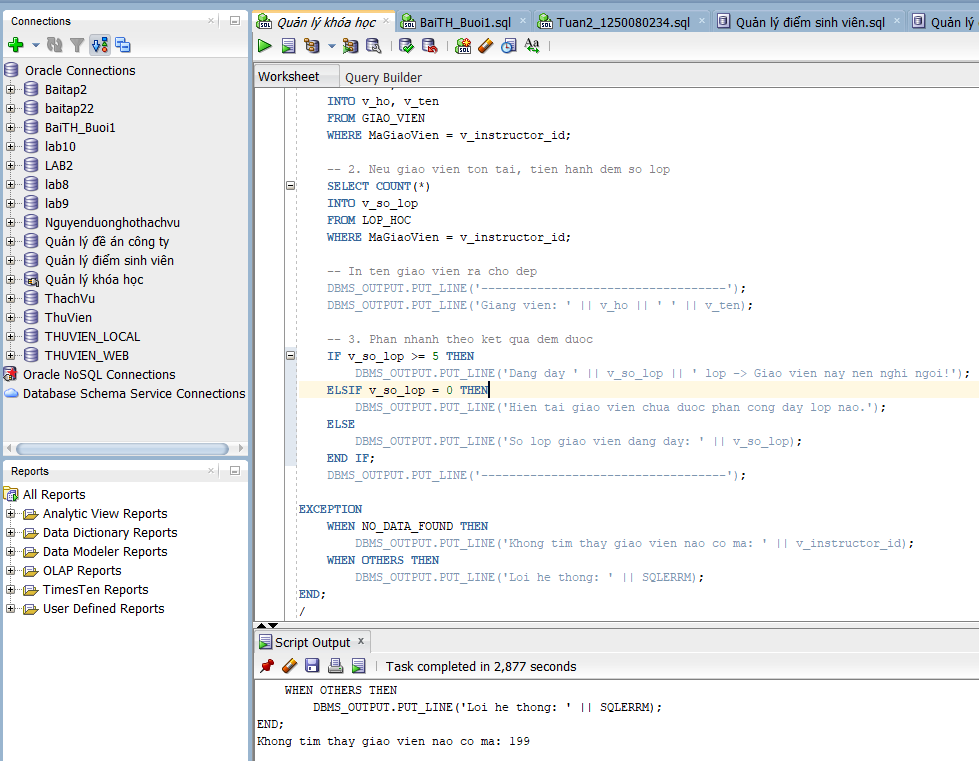 Connections
Oracle Connections
Baitap2
baitap22
BaiTH_Buoi1
lab10
LAB2
lab8
lab9
Nguyenduonghothachvu
Quản lý đề án công ty
Quản lý điểm sinh viên
Quản lý khóa học
ThachVu
ThuVien
THUVIEN_LOCAL
THUVIEN_WEB
Oracle NoSQL Connections
Database Schema Service Connections
Reports
All Reports
Analytic View Reports
Data Dictionary Reports
Data Modeler Reports
OLAP Reports
TimesTen Reports
User Defined Reports
Quản lý khóa học
BaiTH_Buoi1.sql
Tuan2_1250080234.sql
Quản lý điểm sinh viên.sql
Quản lý
Worksheet
Query Builder
INTO v_ho, v_ten
FROM GIAO_VIEN
WHERE MaGiaoVien = v_instructor_id;
-- 2. Neu giao vien ton tai, tien hanh dem so lop
SELECT COUNT(*)
INTO v_so_lop
FROM LOP_HOC
WHERE MaGiaoVien = v_instructor_id;
-- In ten giao vien ra cho dep
DBMS_OUTPUT.PUT_LINE('-----------------------------------');
DBMS_OUTPUT.PUT_LINE('Giang vien: ' || v_ho || ' ' || v_ten);
-- 3. Phan nhanh theo ket qua dem duoc
IF v_so_lop >= 5 THEN
DBMS_OUTPUT.PUT_LINE('Dang day ' || v_so_lop || ' lop -> Giao vien nay nen nghi ngoi!');
ELSIF v_so_lop = 0 THEN
DBMS_OUTPUT.PUT_LINE('Hien tai giao vien chua duoc phan cong day lop nao.');
ELSE
DBMS_OUTPUT.PUT_LINE('So lop giao vien dang day: ' || v_so_lop);
END IF;
DBMS_OUTPUT.PUT_LINE('-----------------------------------');
EXCEPTION
WHEN NO_DATA_FOUND THEN
DBMS_OUTPUT.PUT_LINE('Khong tim thay giao vien nao co ma: ' || v_instructor_id);
WHEN OTHERS THEN
DBMS_OUTPUT.PUT_LINE('Loi he thong: ' || SQLERRM);
END;
/
Script Output
Task completed in 2,877 seconds
WHEN OTHERS THEN
DBMS_OUTPUT.PUT_LINE('Loi he thong: ' || SQLERRM);
END;
Khong tim thay giao vien nao co ma: 199